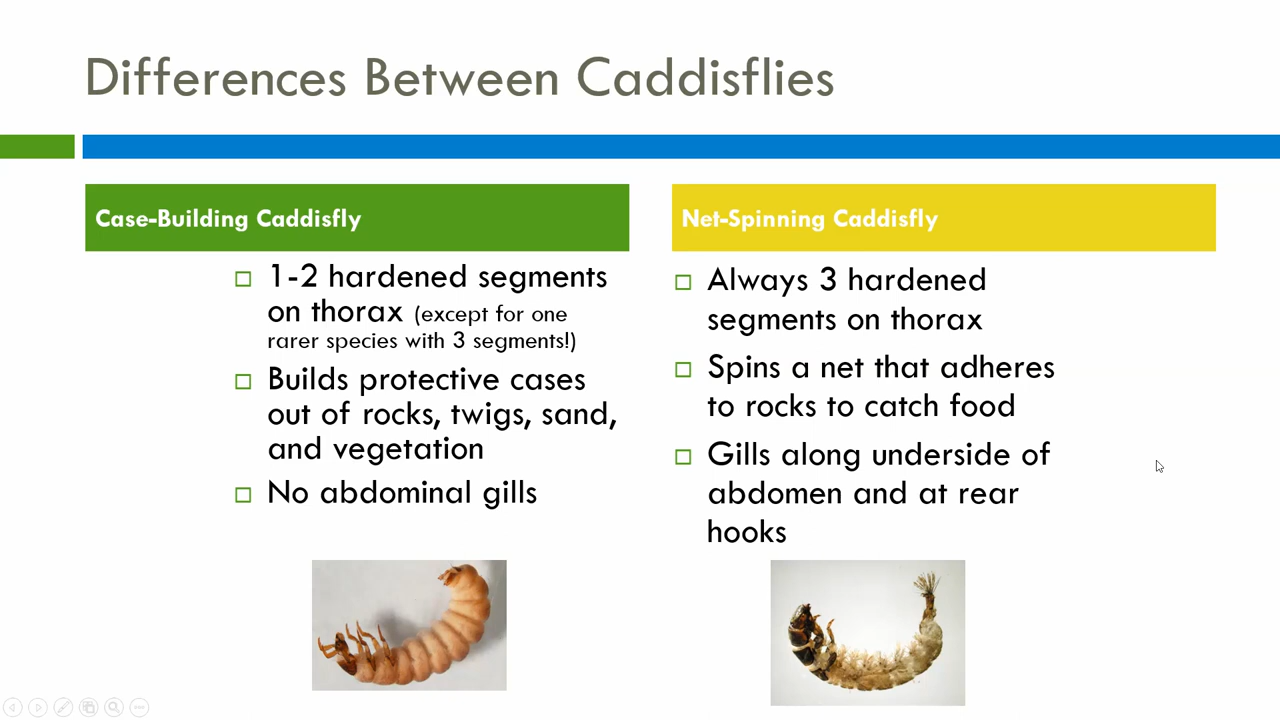 Differences Between Caddisflies
Case-Building Caddisfly
1-2 hardened segments
on thorax (except for one
rarer species with 3 segments!)
Builds protective cases
out of rocks, twigs, sand,
and vegetation
No abdominal gills
Net-Spinning Caddisfly
Always 3 hardened
segments on thorax
Spins a net that adheres
to rocks to catch food
Gills along underside of
abdomen and at rear
hooks